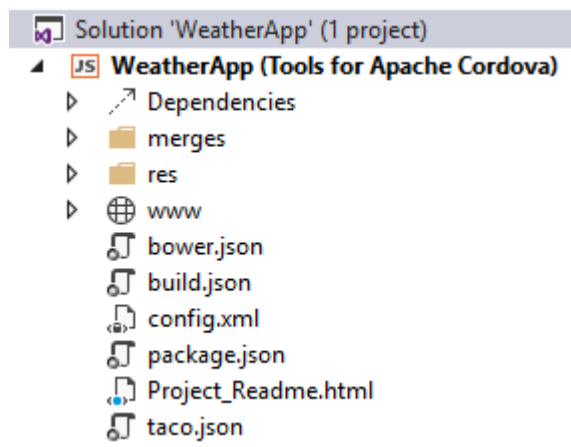 Solution 'WeatherApp' (1 project)
JS WeatherApp (Tools for Apache Cordova)
Dependencies
merges
res
www
bower.json
build.json
config.xml
package.json
Project_Readme.html
taco.json